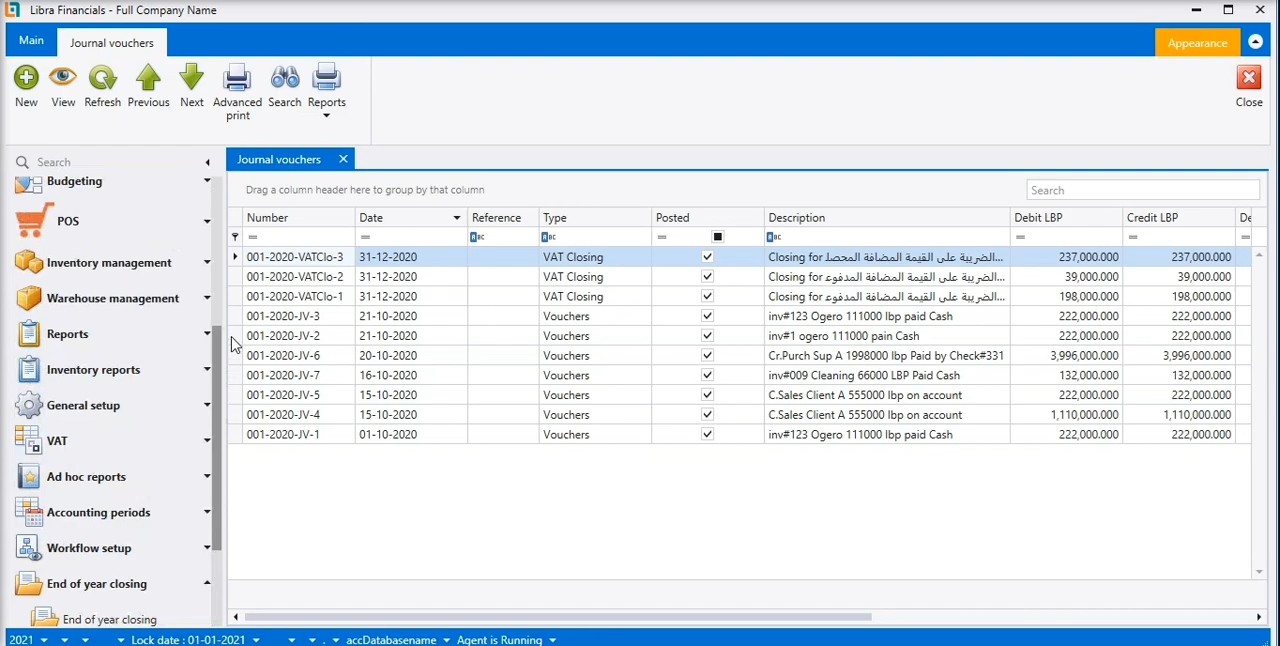 Libra Financials - Full Company Name
Main
Journal vouchers
Appearance
New
View
Refresh
Previous
Next
Advanced print
Search
Reports
Close
Search
Budgeting
POS
Inventory management
Warehouse management
Reports
Inventory reports
General setup
VAT
Ad hoc reports
Accounting periods
Workflow setup
End of year closing
End of year closing
Journal vouchers
Drag a column header here to group by that column
Search
Number Date Reference Type Posted Description Debit LBP Credit LBP De
= = ABC ABC = ABC = = =
001-2020-VATClo-3 31-12-2020 VAT Closing Closing for الضريبة على القيمة المضافة المحصل... 237,000.000 237,000.000
001-2020-VATClo-2 31-12-2020 VAT Closing Closing for الضريبة على القيمة المضافة المدفوع... 39,000.000 39,000.000
001-2020-VATClo-1 31-12-2020 VAT Closing Closing for الضريبة على القيمة المضافة المدفوع... 198,000.000 198,000.000
001-2020-JV-3 21-10-2020 Vouchers inv#123 Ogero 111000 lbp paid Cash 222,000.000 222,000.000
001-2020-JV-2 21-10-2020 Vouchers inv#1 ogero 111000 pain Cash 222,000.000 222,000.000
001-2020-JV-6 20-10-2020 Vouchers Cr.Purch Sup A 1998000 lbp Paid by Check#331 3,996,000.000 3,996,000.000
001-2020-JV-7 16-10-2020 Vouchers inv#009 Cleaning 66000 LBP Paid Cash 132,000.000 132,000.000
001-2020-JV-5 15-10-2020 Vouchers C.Sales Client A 555000 lbp on account 222,000.000 222,000.000
001-2020-JV-4 15-10-2020 Vouchers C.Sales Client A 555000 lbp on account 1,110,000.000 1,110,000.000
001-2020-JV-1 01-10-2020 Vouchers inv#123 Ogero 111000 lbp paid Cash 222,000.000 222,000.000
2021 Lock date : 01-01-2021 . accDatabasename Agent is Running